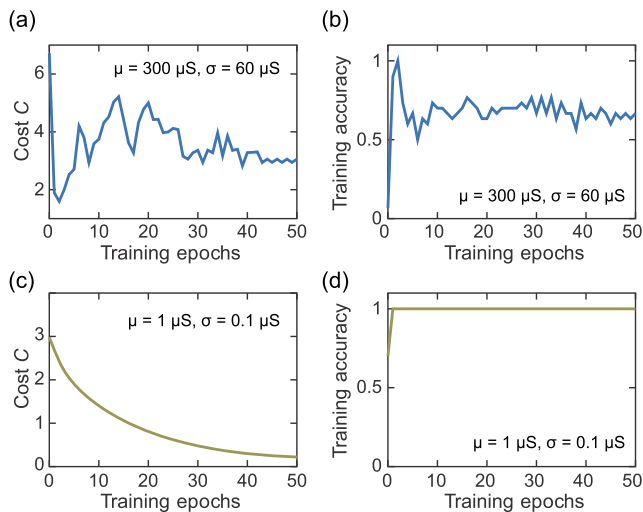 (a)
μ = 300 μS, σ = 60 μS
6
4
2
Cost C
0 10 20 30 40 50
Training epochs
(b)
1
0.5
0
Training accuracy
μ = 300 μS, σ = 60 μS
0 10 20 30 40 50
Training epochs
(c)
μ = 1 μS, σ = 0.1 μS
4
3
2
1
0
Cost C
0 10 20 30 40 50
Training epochs
(d)
1
0.5
0
Training accuracy
μ = 1 μS, σ = 0.1 μS
0 10 20 30 40 50
Training epochs